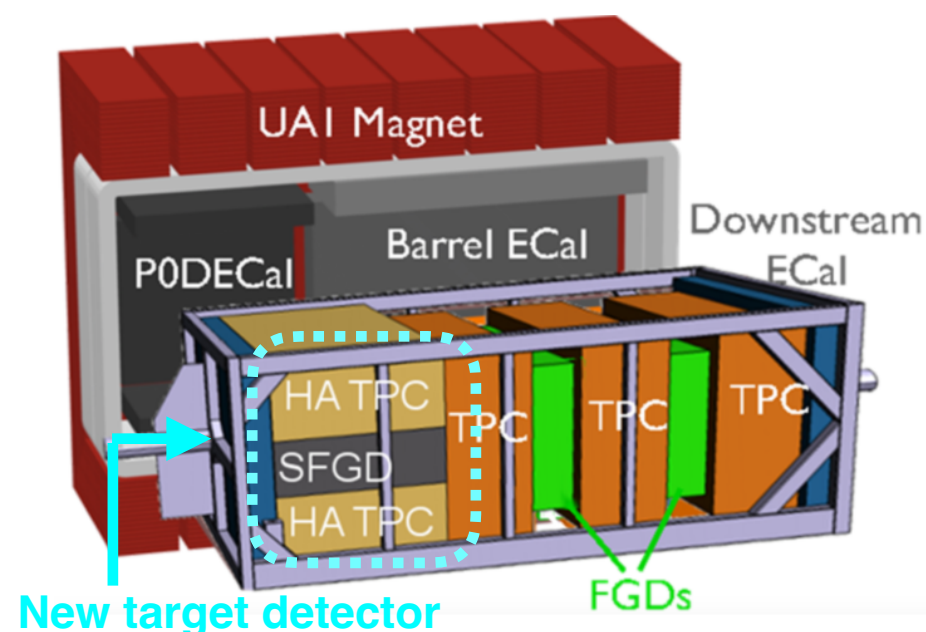 UA1 Magnet
Downstream
ECal
Barrel ECal
P0DECal
HA TPC
TPC
TPC
TPC
SFGD
HA TPC
FGDs
New target detector